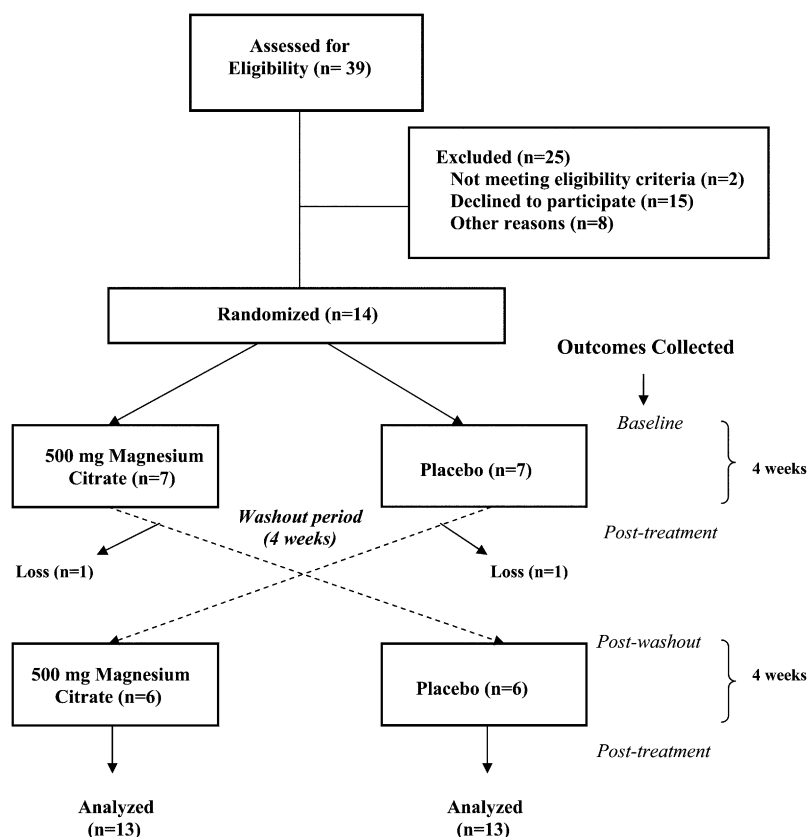 Assessed for
Eligibility (n= 39)
Excluded (n=25)
Not meeting eligibility criteria (n=2)
Declined to participate (n=15)
Other reasons (n=8)
Randomized (n=14)
Outcomes Collected
Baseline
500 mg Magnesium
Citrate (n=7)
Placebo (n=7)
4 weeks
Washout period
(4 weeks)
Post-treatment
Loss (n=1)
Loss (n=1)
Post-washout
500 mg Magnesium
Citrate (n=6)
Placebo (n=6)
4 weeks
Post-treatment
Analyzed
(n=13)
Analyzed
(n=13)